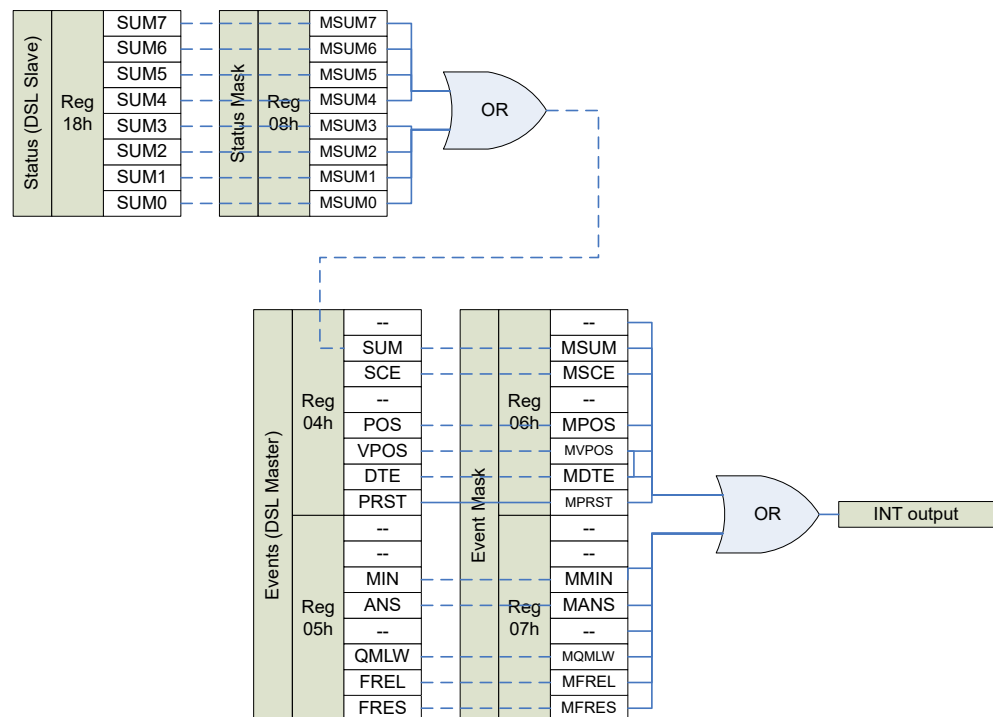 Status (DSL Slave)
Reg
18h
SUM7
SUM6
SUM5
SUM4
SUM3
SUM2
SUM1
SUM0
Status Mask
Reg
08h
MSUM7
MSUM6
MSUM5
MSUM4
MSUM3
MSUM2
MSUM1
MSUM0
OR
Events (DSL Master)
Reg
04h
--
SUM
SCE
--
POS
VPOS
DTE
PRST
Reg
05h
--
--
MIN
ANS
--
QMLW
FREL
FRES
Event Mask
Reg
06h
--
MSUM
MSCE
--
MPOS
MVPOS
MDTE
MPRST
Reg
07h
--
--
MMIN
MANS
--
MQMLW
MFREL
MFRES
OR
INT output